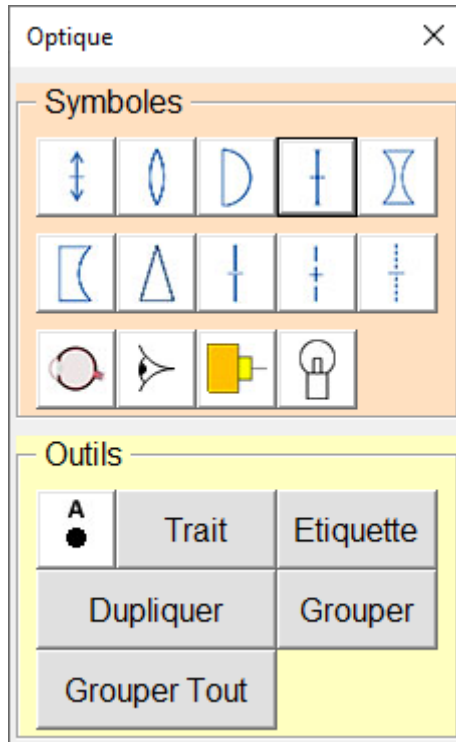 Optique
Symboles
Outils
A
Trait
Etiquette
Dupliquer
Grouper
Grouper Tout